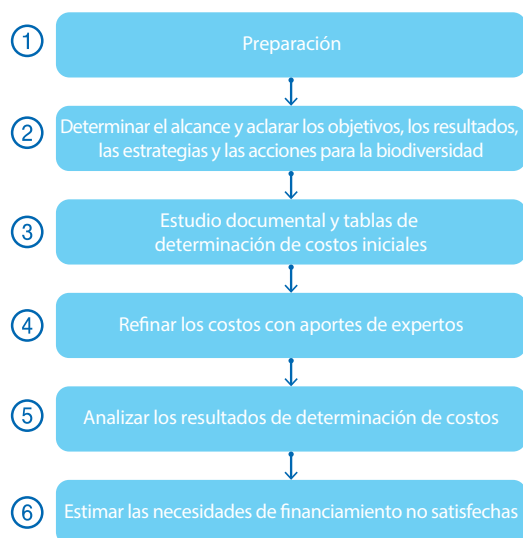 1 Preparación
2 Determinar el alcance y aclarar los objetivos, los resultados,
las estrategias y las acciones para la biodiversidad
3 Estudio documental y tablas de
determinación de costos iniciales
4 Refinar los costos con aportes de expertos
5 Analizar los resultados de determinación de costos
6 Estimar las necesidades de financiamiento no satisfechas